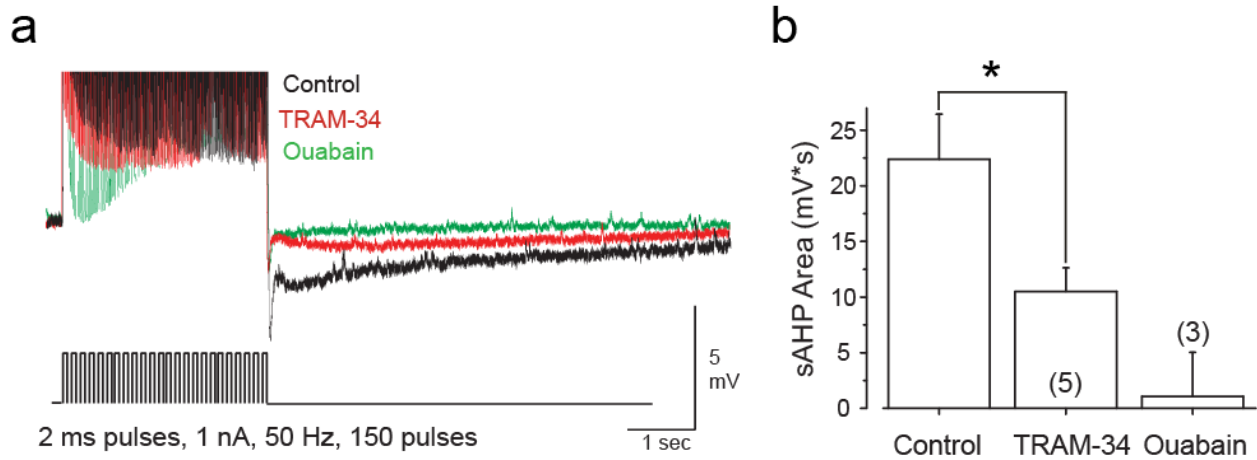 a
Control
TRAM-34
Ouabain
5
mV
1 sec
2 ms pulses, 1 nA, 50 Hz, 150 pulses
b
*
sAHP Area (mV*s)
25
20
15
10
5
0
(5)
(3)
Control TRAM-34 Ouabain